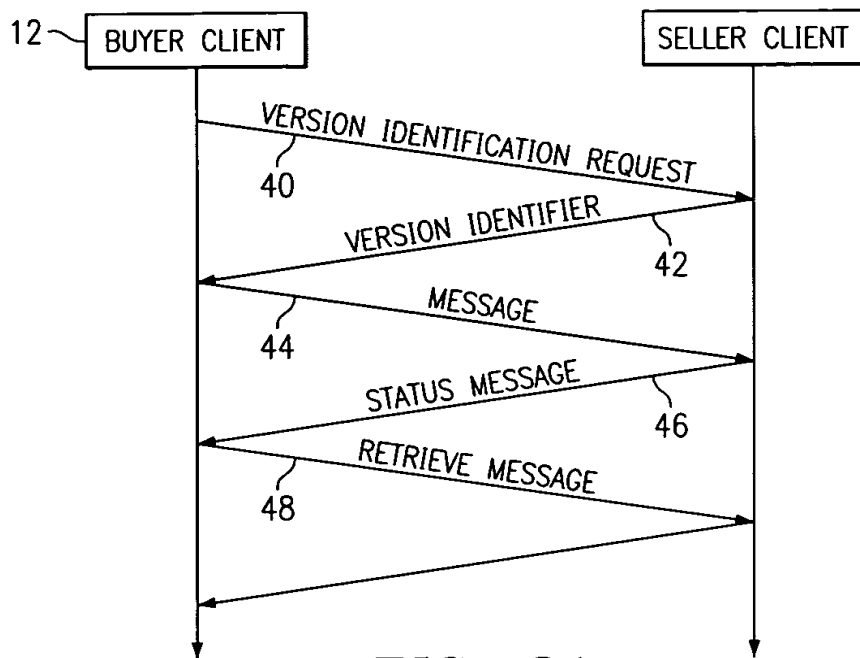 12
BUYER CLIENT
SELLER CLIENT
VERSION IDENTIFICATION REQUEST
40
VERSION IDENTIFIER
42
MESSAGE
44
STATUS MESSAGE
46
RETRIEVE MESSAGE
48